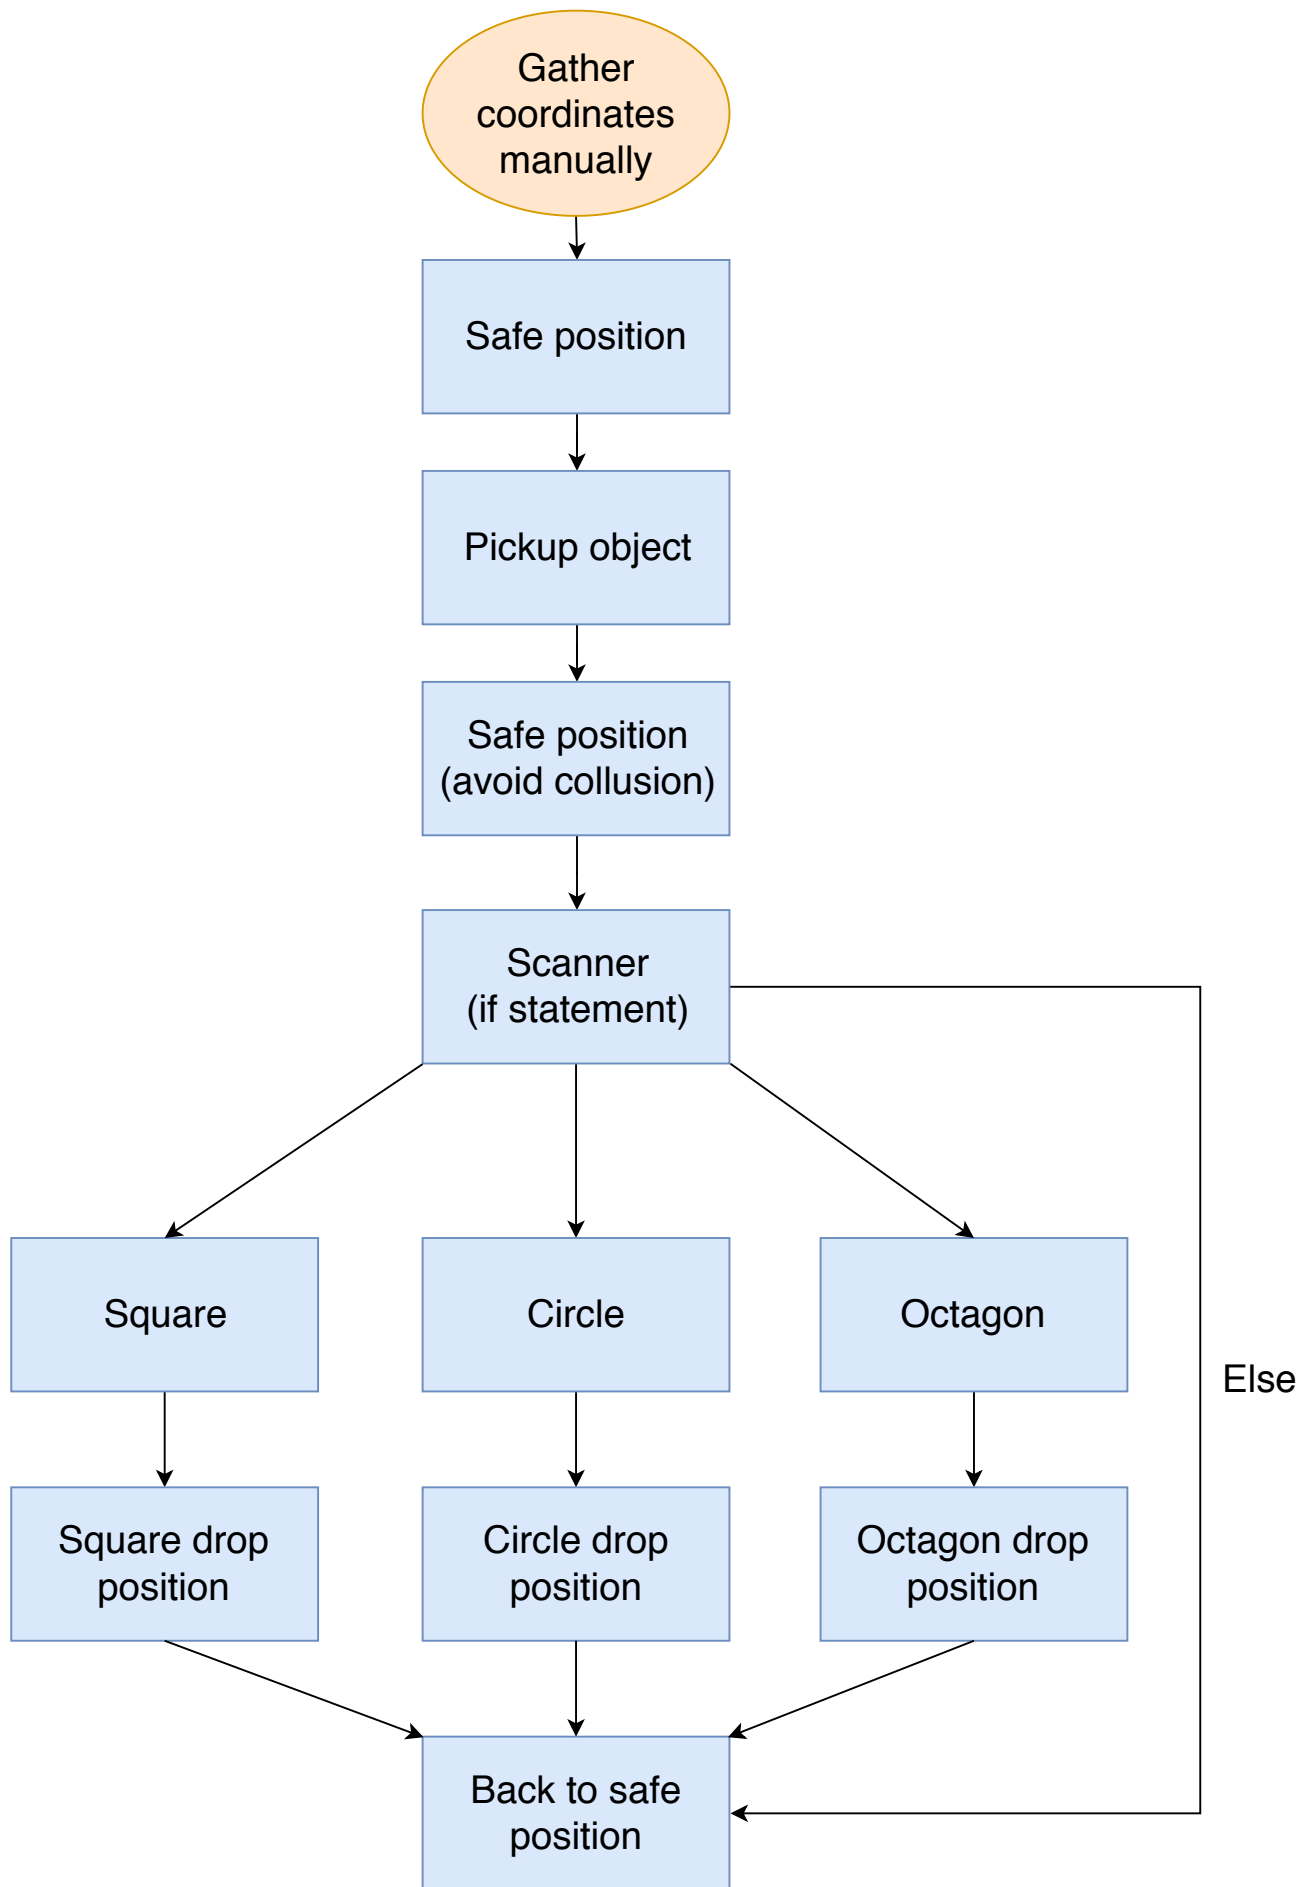 Gather
coordinates
manually
Safe position
Pickup object
Safe position
(avoid collusion)
Scanner
(if statement)
Square
Circle
Octagon
Else
Square drop
position
Circle drop
position
Octagon drop
position
Back to safe
position